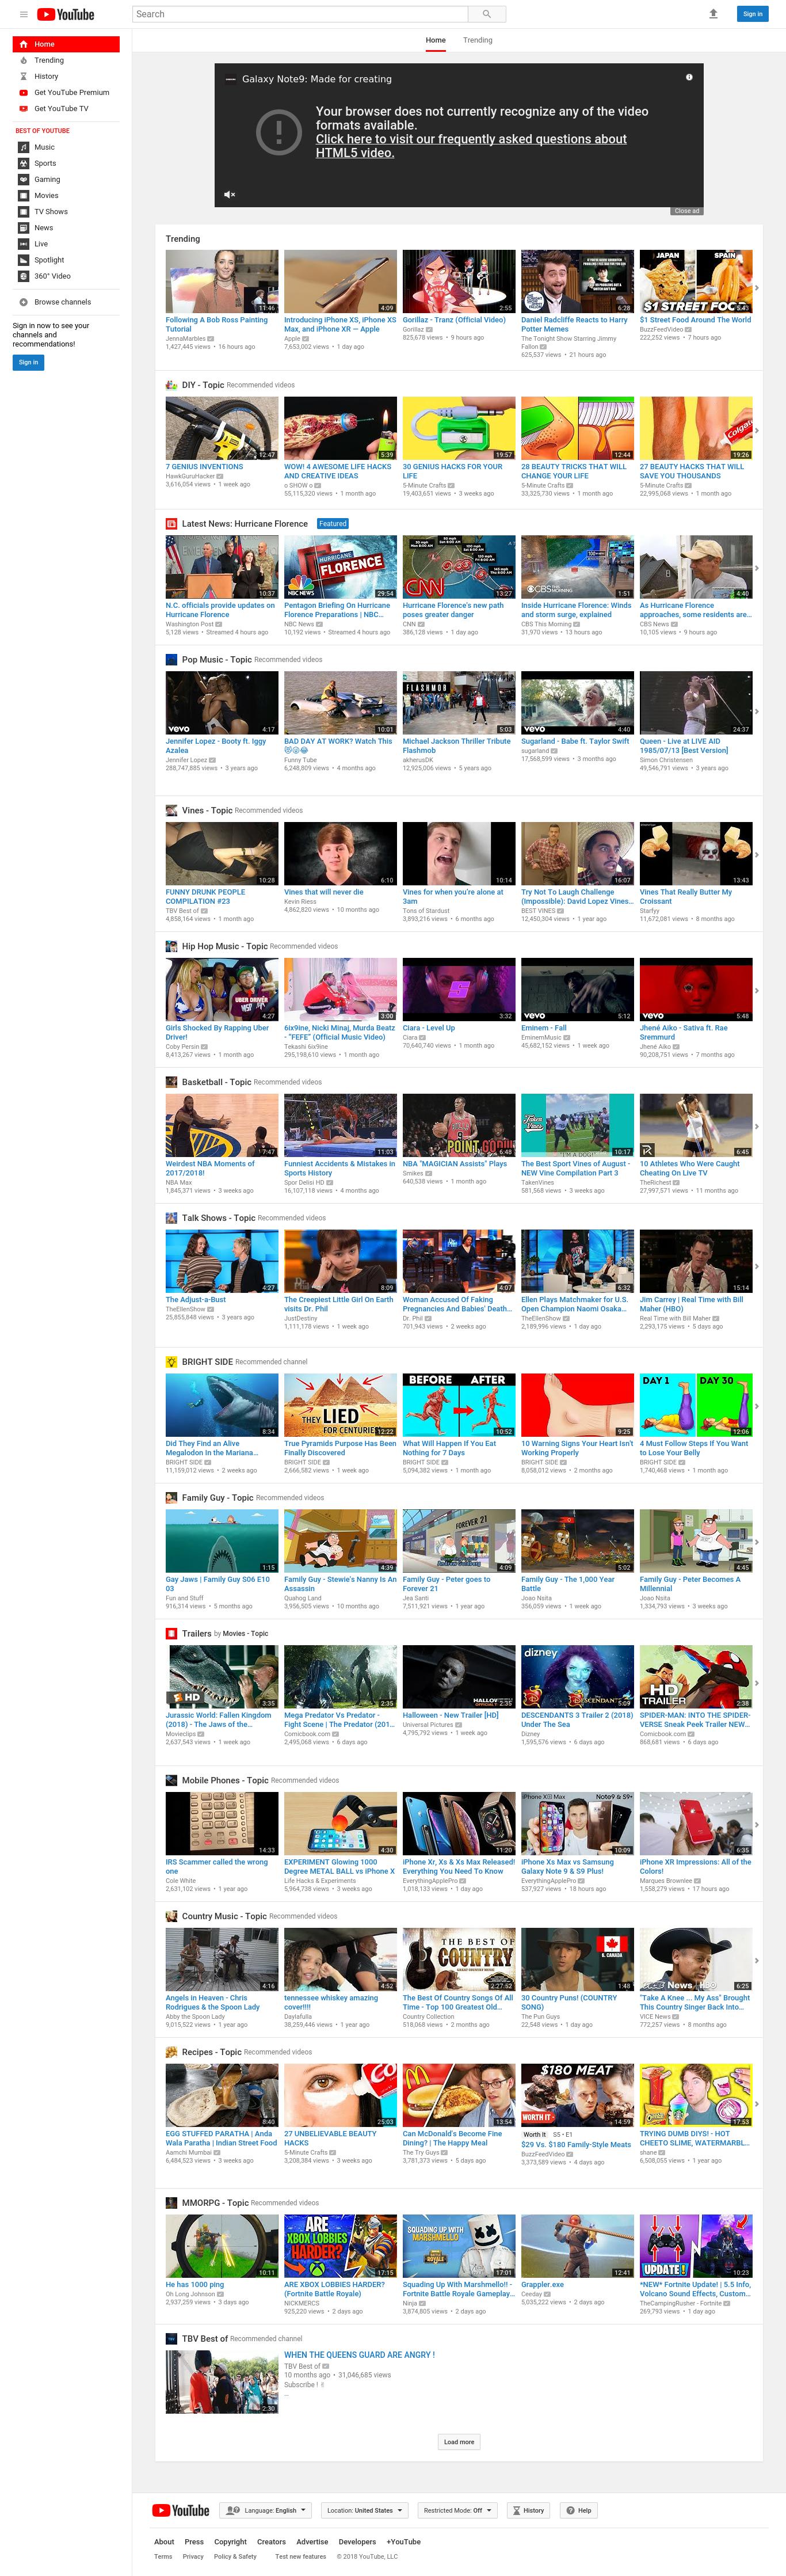 YouTube
Search
Sign in
Home
Trending
History
Get YouTube Premium
Get YouTube TV
BEST OF YOUTUBE
Music
Sports
Gaming
Movies
TV Shows
News
Live
Spotlight
360° Video
Browse channels
Sign in now to see your
channels and
recommendations!
Sign in
Home Trending
Galaxy Note9: Made for creating
Your browser does not currently recognize any of the video
formats available.
Click here to visit our frequently asked questions about
HTML5 video.
Close ad
Trending
11:46 4:09 2:55 6:28 JAPAN SPAIN
Following A Bob Ross Painting
Tutorial
JennaMarbles
1,427,445 views • 16 hours ago
Introducing iPhone XS, iPhone XS
Max, and iPhone XR — Apple
Apple
7,653,002 views • 1 day ago
Gorillaz - Tranz (Official Video)
Gorillaz
825,678 views • 9 hours ago
Daniel Radcliffe Reacts to Harry
Potter Memes
The Tonight Show Starring Jimmy
Fallon
625,537 views • 21 hours ago
$1 Street Food Around The World
BuzzFeedVideo
222,252 views • 7 hours ago
DIY - Topic Recommended videos
12:47 5:39 19:57 12:44 19:26
7 GENIUS INVENTIONS
HawkGuruHacker
3,616,054 views • 1 week ago
WOW! 4 AWESOME LIFE HACKS
AND CREATIVE IDEAS
o SHOW o
55,115,320 views • 1 month ago
30 GENIUS HACKS FOR YOUR
LIFE
5-Minute Crafts
19,403,651 views • 3 weeks ago
28 BEAUTY TRICKS THAT WILL
CHANGE YOUR LIFE
5-Minute Crafts
33,325,730 views • 1 month ago
27 BEAUTY HACKS THAT WILL
SAVE YOU THOUSANDS
5-Minute Crafts
22,995,068 views • 1 month ago
Latest News: Hurricane Florence Featured
10:37 HURRICANE FLORENCE NBC NEWS 29:54 CNN 13:27 CBS THIS MORNING 1:51 4:40
N.C. officials provide updates on
Hurricane Florence
Washington Post
5,128 views • Streamed 4 hours ago
Pentagon Briefing On Hurricane
Florence Preparations | NBC...
NBC News
10,192 views • Streamed 4 hours ago
Hurricane Florence's new path
poses greater danger
CNN
386,128 views • 1 day ago
Inside Hurricane Florence: Winds
and storm surge, explained
CBS This Morning
31,970 views • 13 hours ago
As Hurricane Florence
approaches, some residents are...
CBS News
10,105 views • 9 hours ago
Pop Music - Topic Recommended videos
vevo 4:17 10:01 FLASHMOB 5:03 vevo 4:40 24:37
Jennifer Lopez - Booty ft. Iggy
Azalea
Jennifer Lopez
288,747,885 views • 3 years ago
BAD DAY AT WORK? Watch This
Funny Tube
6,248,809 views • 4 months ago
Michael Jackson Thriller Tribute
Flashmob
akherusDK
12,925,006 views • 5 years ago
Sugarland - Babe ft. Taylor Swift
sugarland
17,568,599 views • 3 months ago
Queen - Live at LIVE AID
1985/07/13 [Best Version]
Simon Christensen
49,546,791 views • 3 years ago
Vines - Topic Recommended videos
10:28 6:10 10:14 16:07 13:43
FUNNY DRUNK PEOPLE
COMPILATION #23
TBV Best of
4,858,164 views • 1 month ago
Vines that will never die
Kevin Riess
4,862,820 views • 10 months ago
Vines for when you're alone at
3am
Tons of Stardust
3,893,216 views • 6 months ago
Try Not To Laugh Challenge
(Impossible): David Lopez Vines...
BEST VINES
12,450,304 views • 1 year ago
Vines That Really Butter My
Croissant
Starfyy
11,672,081 views • 8 months ago
Hip Hop Music - Topic Recommended videos
UBER DRIVER 4:27 3:00 3:32 vevo 5:12 vevo 5:48
Girls Shocked By Rapping Uber
Driver!
Coby Persin
8,413,267 views • 1 month ago
6ix9ine, Nicki Minaj, Murda Beatz
- "FEFE" (Official Music Video)
Tekashi 6ix9ine
295,198,610 views • 1 month ago
Ciara - Level Up
Ciara
70,640,740 views • 1 month ago
Eminem - Fall
EminemMusic
45,682,152 views • 1 week ago
Jhené Aiko - Sativa ft. Rae
Sremmurd
Jhené Aiko
90,208,751 views • 7 months ago
Basketball - Topic Recommended videos
17:47 11:03 6:48 Taken Vines I'M A DOG! 10:17 6:45
Weirdest NBA Moments of
2017/2018!
NBA Max
1,845,371 views • 3 weeks ago
Funniest Accidents & Mistakes in
Sports History
Spor Delisi HD
16,107,118 views • 4 months ago
NBA "MAGICIAN Assists" Plays
Smikes
640,538 views • 1 month ago
The Best Sport Vines of August -
NEW Vine Compilation Part 3
TakenVines
581,568 views • 3 weeks ago
10 Athletes Who Were Caught
Cheating On Live TV
TheRichest
27,997,571 views • 11 months ago
Talk Shows - Topic Recommended videos
4:27 8:09 4:07 6:32 15:14
The Adjust-a-Bust
TheEllenShow
25,855,848 views • 3 years ago
The Creepiest Little Girl On Earth
visits Dr. Phil
JustDestiny
1,111,178 views • 1 week ago
Woman Accused Of Faking
Pregnancies And Babies' Death...
Dr. Phil
701,943 views • 2 weeks ago
Ellen Plays Matchmaker for U.S.
Open Champion Naomi Osaka...
TheEllenShow
2,189,996 views • 1 day ago
Jim Carrey | Real Time with Bill
Maher (HBO)
Real Time with Bill Maher
2,293,175 views • 5 days ago
BRIGHT SIDE Recommended channel
8:34 THEY LIED FOR CENTURIES 12:22 BEFORE AFTER 10:52 9:25 DAY 1 DAY 30 12:06
Did They Find an Alive
Megalodon In the Mariana...
BRIGHT SIDE
11,159,012 views • 2 weeks ago
True Pyramids Purpose Has Been
Finally Discovered
BRIGHT SIDE
2,666,582 views • 1 week ago
What Will Happen If You Eat
Nothing for 7 Days
BRIGHT SIDE
5,094,382 views • 1 month ago
10 Warning Signs Your Heart Isn't
Working Properly
BRIGHT SIDE
8,058,012 views • 2 months ago
4 Must Follow Steps If You Want
to Lose Your Belly
BRIGHT SIDE
1,740,468 views • 1 month ago
Family Guy - Topic Recommended videos
1:15 4:39 FOREVER 21 4:09 5:02 4:45
Gay Jaws | Family Guy S06 E10
03
Fun and Stuff
916,314 views • 5 months ago
Family Guy - Stewie's Nanny Is An
Assassin
Quahog Land
3,956,505 views • 10 months ago
Family Guy - Peter goes to
Forever 21
Jea Santi
7,511,921 views • 1 year ago
Family Guy - The 1,000 Year
Battle
Joao Nsita
356,059 views • 1 week ago
Family Guy - Peter Becomes A
Millennial
Joao Nsita
1,334,793 views • 3 weeks ago
Trailers by Movies - Topic
HD 3:35 2:35 2:35 dizney DESCENDANTS 5:09 HD TRAILER 2:38
Jurassic World: Fallen Kingdom
(2018) - The Jaws of the...
Movieclips
2,637,543 views • 1 week ago
Mega Predator Vs Predator -
Fight Scene | The Predator (201...
Comicbook.com
2,495,068 views • 6 days ago
Halloween - New Trailer [HD]
Universal Pictures
4,795,792 views • 1 week ago
DESCENDANTS 3 Trailer 2 (2018)
Under The Sea
Dizney
1,595,576 views • 6 days ago
SPIDER-MAN: INTO THE SPIDER-
VERSE Sneak Peek Trailer NEW...
Comicbook.com
868,681 views • 6 days ago
Mobile Phones - Topic Recommended videos
14:33 4:30 11:20 iPhone X(S) Max Note9 & S9+ 10:09 6:35
IRS Scammer called the wrong
one
Cole White
2,631,102 views • 1 year ago
EXPERIMENT Glowing 1000
Degree METAL BALL vs iPhone X
Life Hacks & Experiments
5,964,738 views • 3 weeks ago
iPhone Xr, Xs & Xs Max Released!
Everything You Need To Know
EverythingApplePro
1,018,133 views • 1 day ago
iPhone Xs Max vs Samsung
Galaxy Note 9 & S9 Plus!
EverythingApplePro
537,927 views • 18 hours ago
iPhone XR Impressions: All of the
Colors!
Marques Brownlee
1,558,279 views • 17 hours ago
Country Music - Topic Recommended videos
4:16 4:52 THE BEST OF COUNTRY 2:27:52 S. CANADA 1:48 News HBO 6:25
Angels in Heaven - Chris
Rodrigues & the Spoon Lady
Abby the Spoon Lady
9,015,522 views • 1 year ago
tennessee whiskey amazing
cover!!!!
Daylafulla
38,259,446 views • 1 year ago
The Best Of Country Songs Of All
Time - Top 100 Greatest Old...
Country Collection
518,068 views • 2 months ago
30 Country Puns! (COUNTRY
SONG)
The Pun Guys
22,548 views • 1 day ago
"Take A Knee ... My Ass" Brought
This Country Singer Back Into...
VICE News
772,257 views • 8 months ago
Recipes - Topic Recommended videos
8:40 25:03 13:54 $180 MEAT WORTH IT 14:59 17:53
EGG STUFFED PARATHA | Anda
Wala Paratha | Indian Street Food
Aamchi Mumbai
6,484,523 views • 3 weeks ago
27 UNBELIEVABLE BEAUTY
HACKS
5-Minute Crafts
3,208,384 views • 3 weeks ago
Can McDonald's Become Fine
Dining? | The Happy Meal
The Try Guys
3,781,373 views • 5 days ago
Worth It S5 • E1
$29 Vs. $180 Family-Style Meats
BuzzFeedVideo
3,373,589 views • 4 days ago
TRYING DUMB DIYS! - HOT
CHEETO SLIME, WATERMARBL...
shane
6,508,055 views • 1 year ago
MMORPG - Topic Recommended videos
10:11 ARE XBOX LOBBIES HARDER? 17:15 SQUADING UP WITH MARSHMELLO 17:01 12:41 UPDATE! 10:23
He has 1000 ping
Oh Long Johnson
2,937,259 views • 3 days ago
ARE XBOX LOBBIES HARDER?
(Fortnite Battle Royale)
NICKMERCS
925,220 views • 2 days ago
Squading Up With Marshmello!! -
Fortnite Battle Royale Gameplay...
Ninja
3,874,805 views • 2 days ago
Grappler.exe
Ceeday
5,035,222 views • 2 days ago
*NEW* Fortnite Update! | 5.5 Info,
Volcano Sound Effects, Custom...
TheCampingRusher - Fortnite
269,793 views • 1 day ago
TBV Best of Recommended channel
2:30
WHEN THE QUEENS GUARD ARE ANGRY !
TBV Best of
10 months ago • 31,046,685 views
Subscribe !
...
Load more
YouTube Language: English Location: United States Restricted Mode: Off History Help
About Press Copyright Creators Advertise Developers +YouTube
Terms Privacy Policy & Safety Test new features © 2018 YouTube, LLC